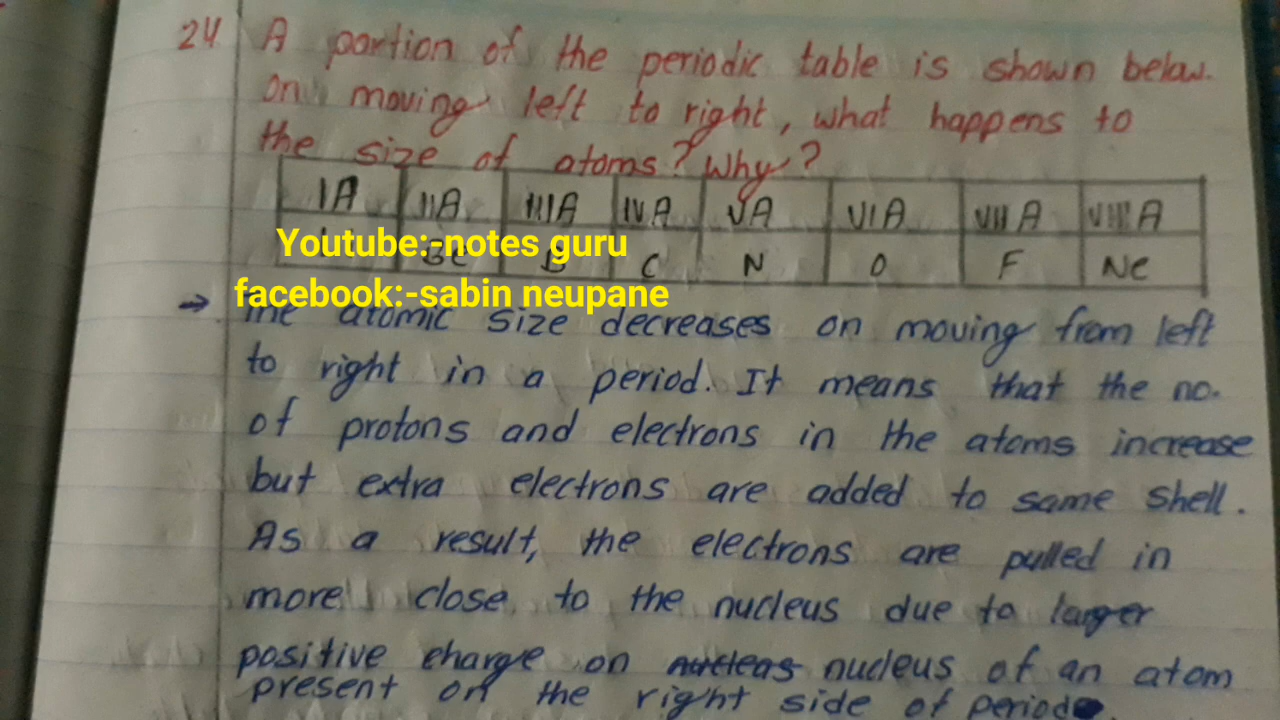 24 A portion of the periodic table is shown below.
on moving left to right, what happens to
the size of atoms? Why?
IA IIA IIIA IVA VA VIA VIIA VIIIA
Be B C N O F Ne
Youtube:-notes guru
facebook:-sabin neupane
→ The atomic size decreases on moving from left
to right in a period. It means that the no.
of protons and electrons in the atoms increase
but extra electrons are added to same shell.
As a result, the electrons are pulled in
more close to the nucleus due to larger
positive charge on nucleus of an atom
present on the right side of period.